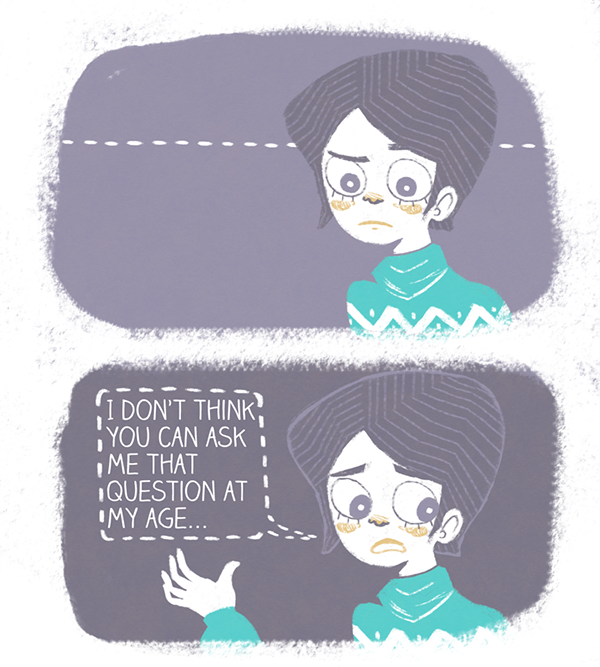 I DON'T THINK
YOU CAN ASK
ME THAT
QUESTION AT
MY AGE...